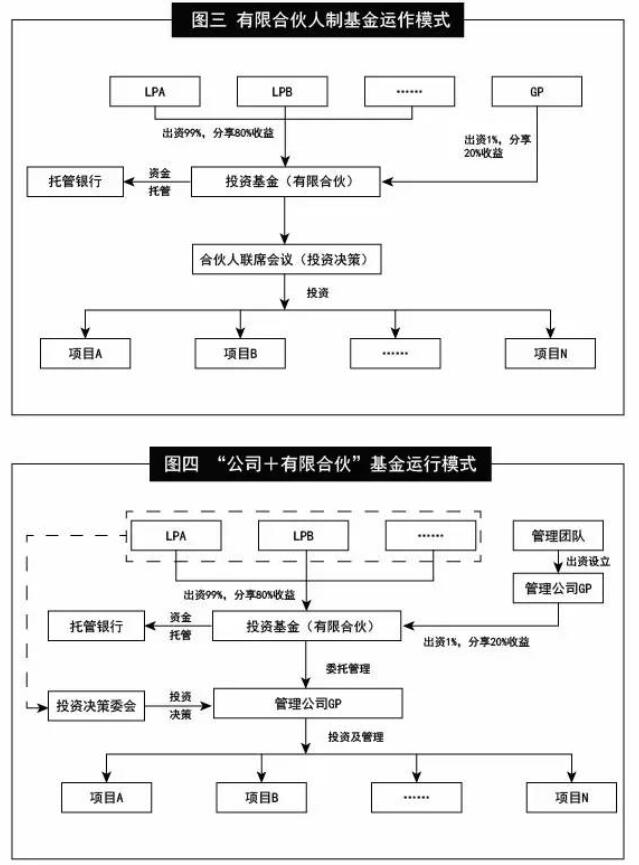 图三 有限合伙人制基金运作模式
LPA
LPB
……
GP
出资99%，分享80%收益
出资1%，分享
20%收益
托管银行
资金
托管
投资基金（有限合伙）
合伙人联席会议（投资决策）
投资
项目A
项目B
……
项目N
图四 “公司＋有限合伙”基金运行模式
LPA
LPB
……
管理团队
出资设立
管理公司GP
出资99%，分享80%收益
托管银行
资金
托管
投资基金（有限合伙）
出资1%，分享20%收益
委托管理
投资决策委会
投资
决策
管理公司GP
投资及管理
项目A
项目B
……
项目N